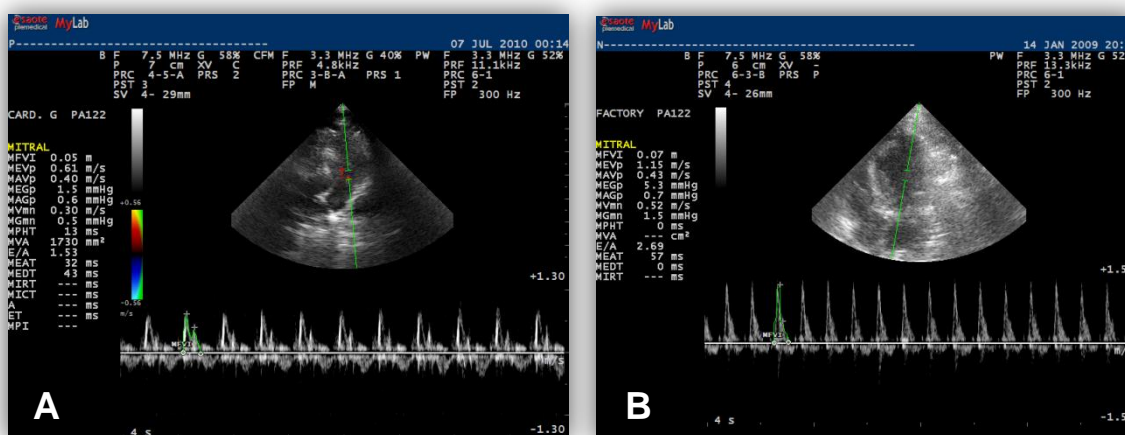 esaote
piemedical MyLab
P-----------------------------------
07 JUL 2010 00:14
B F 7.5 MHz G 58% CFM F 3.3 MHz G 40% PW F 3.3 MHz G 52%
P 7 cm XV C PRF 4.8kHz PRF 11.1kHz
PRC 4-5-A PRS 2 PRC 3-B-A PRS 1 PRC 6-1
PST 3 FP M PST 2
SV 4- 29mm FP 300 Hz
CARD. G PA122
MITRAL
MFVI 0.05 m
MEVp 0.61 m/s
MAVp 0.40 m/s
MEGp 1.5 mmHg
MAGp 0.6 mmHg
MVmn 0.30 m/s
MGmn 0.5 mmHg
MPHT 13 ms
MVA 1730 mm²
E/A 1.53
MEAT 32 ms
MEDT 43 ms
MIRT --- ms
MICT --- ms
A --- ms
ET --- ms
MPI ---
+0.56
-0.56
m/s
+1.30
MFVI
m/s
-1.30
4 s
A
esaote
piemedical MyLab
N-----------------------------------
14 JAN 2009 20:
B F 7.5 MHz G 58% PW F 3.3 MHz G 52
P 6 cm XV - PRF 13.3kHz
PRC 6-3-B PRS P PRC 6-1
PST 4 PST 2
SV 4- 26mm FP 300 Hz
FACTORY PA122
MITRAL
MFVI 0.07 m
MEVp 1.15 m/s
MAVp 0.43 m/s
MEGp 5.3 mmHg
MAGp 0.7 mmHg
MVmn 0.52 m/s
MGmn 1.5 mmHg
MPHT 0 ms
MVA --- cm²
E/A 2.69
MEAT 57 ms
MEDT 0 ms
MIRT --- ms
+1.5
MFVI
m/
-1.5
4 s
B